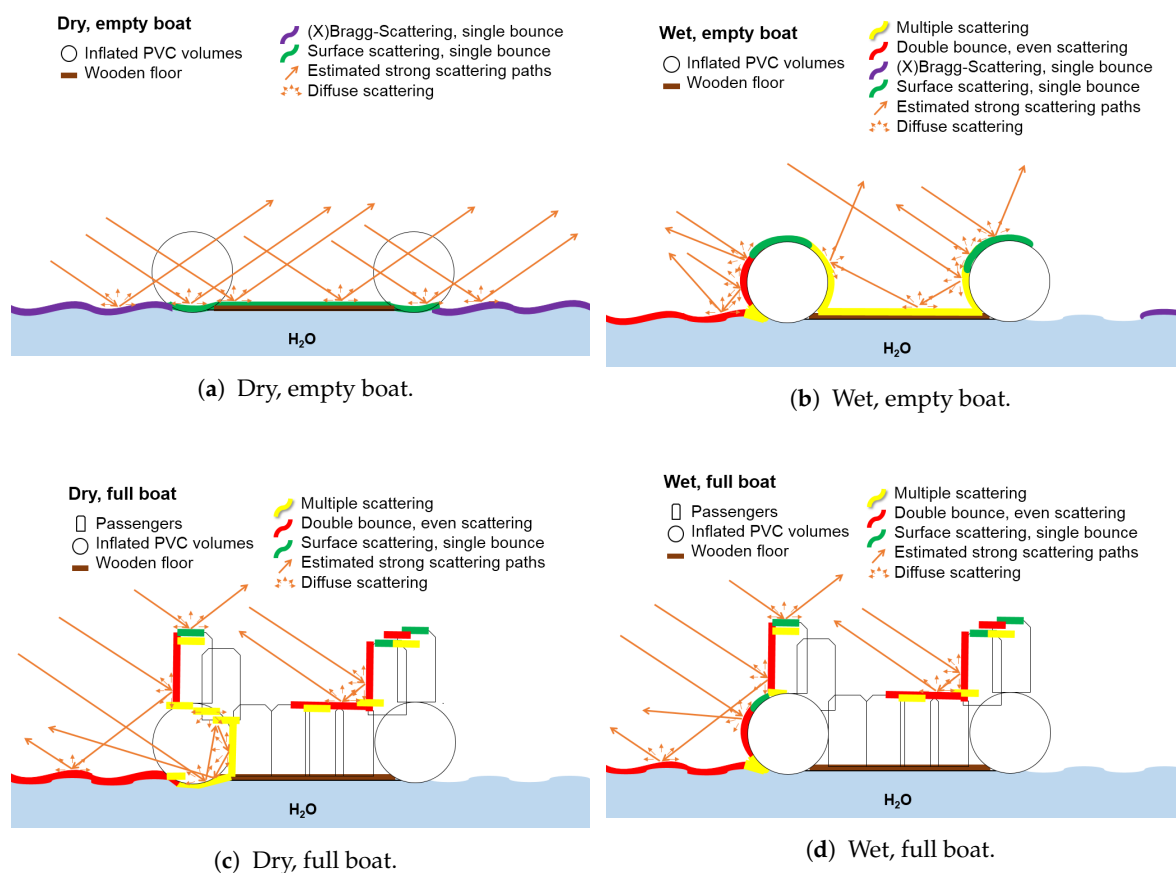 Dry, empty boat
Inflated PVC volumes
Wooden floor
(X)Bragg-Scattering, single bounce
Surface scattering, single bounce
Estimated strong scattering paths
Diffuse scattering
H2O
(a) Dry, empty boat.
Wet, empty boat
Inflated PVC volumes
Wooden floor
Multiple scattering
Double bounce, even scattering
(X)Bragg-Scattering, single bounce
Surface scattering, single bounce
Estimated strong scattering paths
Diffuse scattering
H2O
(b) Wet, empty boat.
Dry, full boat
Passengers
Inflated PVC volumes
Wooden floor
Multiple scattering
Double bounce, even scattering
Surface scattering, single bounce
Estimated strong scattering paths
Diffuse scattering
H2O
(c) Dry, full boat.
Wet, full boat
Passengers
Inflated PVC volumes
Wooden floor
Multiple scattering
Double bounce, even scattering
Surface scattering, single bounce
Estimated strong scattering paths
Diffuse scattering
H2O
(d) Wet, full boat.